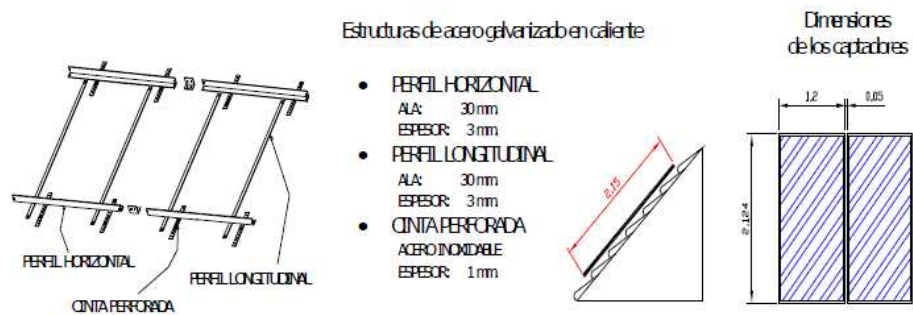 Estructuras de acero galvanizado en caliente
• PERFIL HORIZONTAL
ALA: 30 mm
ESPESOR: 3 mm
• PERFIL LONGITUDINAL
ALA: 30 mm
ESPESOR: 3 mm
• CINTA PERFORADA
ACERO INOXIDABLE
ESPESOR: 1 mm
PERFIL HORIZONTAL
PERFIL LONGITUDINAL
CINTA PERFORADA
2,15
Dimensiones
de los captadores
1,2 0,05
2,124